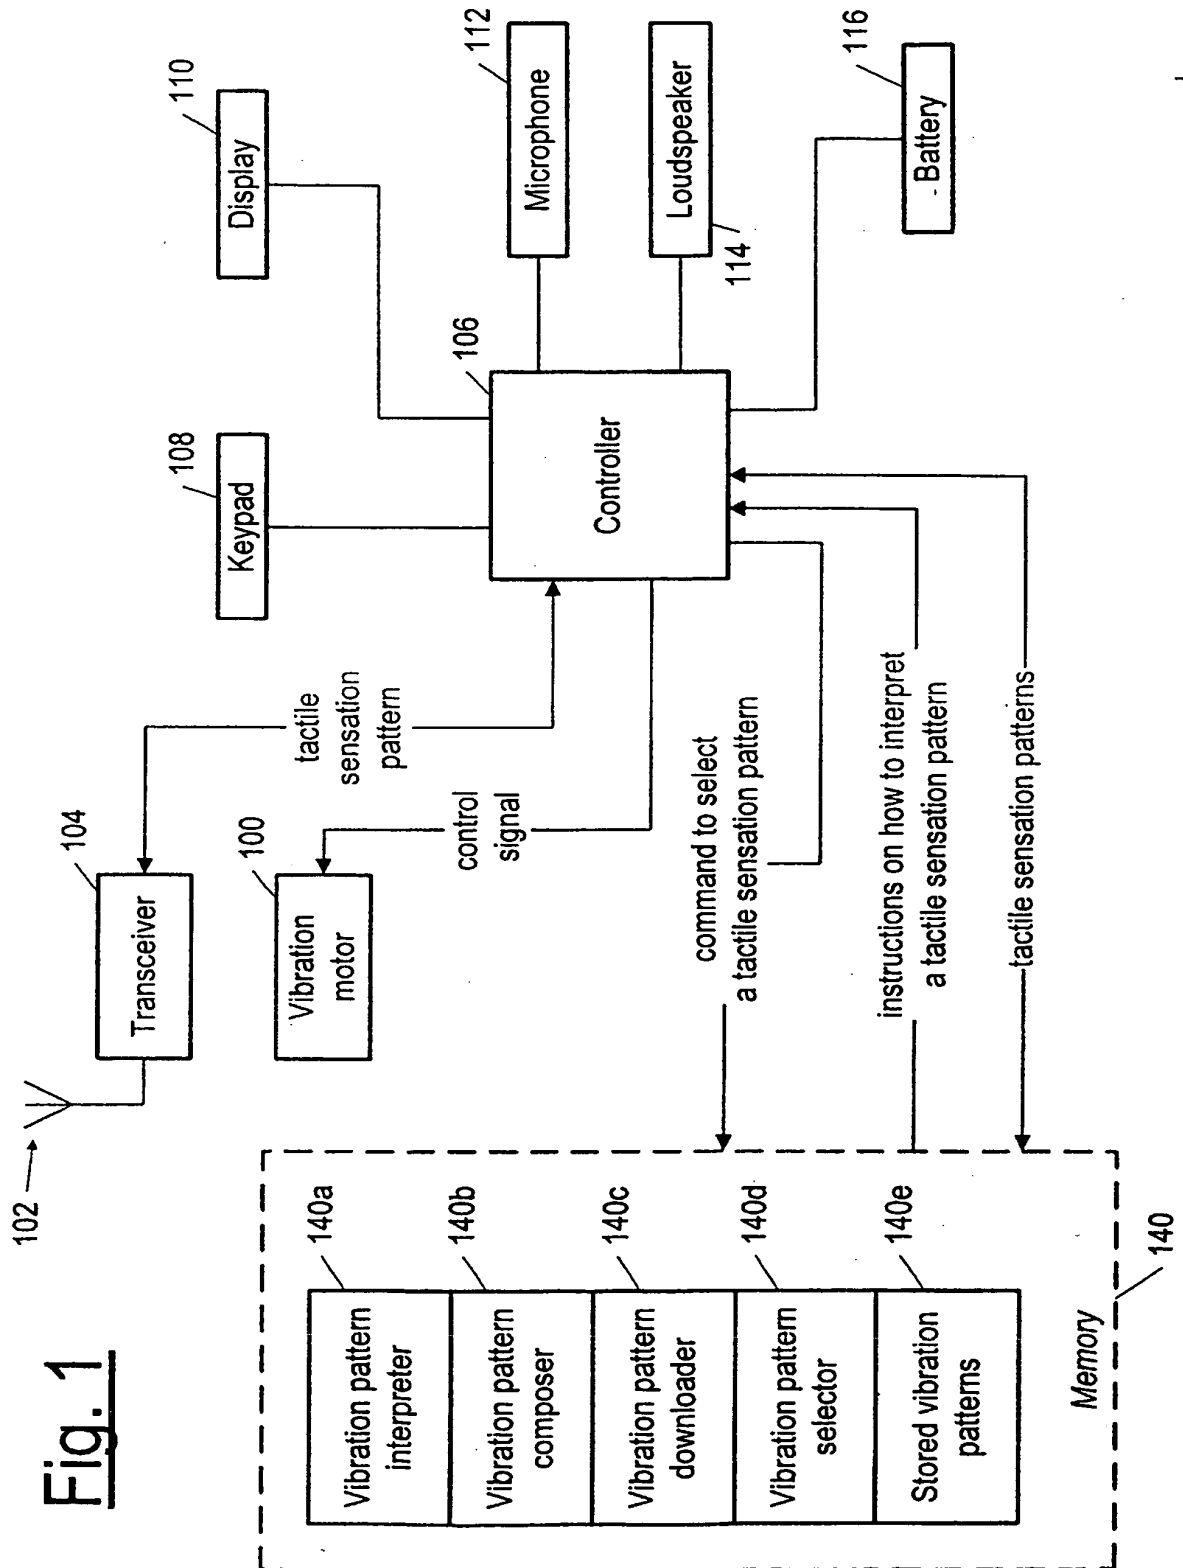 Fig. 1
102
Transceiver
104
Vibration
motor
100
tactile
sensation
pattern
control
signal
Keypad
108
Display
110
Controller
106
Microphone
112
Loudspeaker
114
Battery
116
command to select
a tactile sensation pattern
instructions on how to interpret
a tactile sensation pattern
tactile sensation patterns
Vibration pattern
interpreter
140a
Vibration pattern
composer
140b
Vibration pattern
downloader
140c
Vibration pattern
selector
140d
Stored vibration
patterns
140e
Memory
140